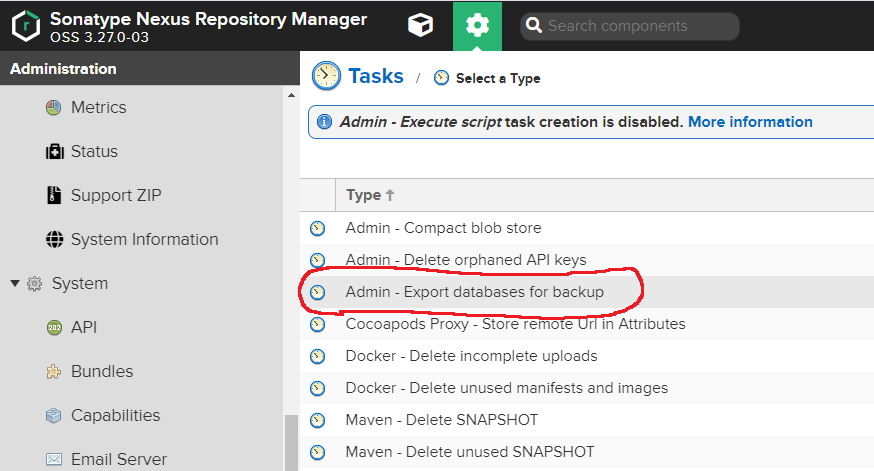 Sonatype Nexus Repository Manager
OSS 3.27.0-03
Search components
Administration
Metrics
Status
Support ZIP
System Information
System
API
Bundles
Capabilities
Email Server
Tasks / Select a Type
Admin - Execute script task creation is disabled. More information
Type
Admin - Compact blob store
Admin - Delete orphaned API keys
Admin - Export databases for backup
Cocoapods Proxy - Store remote Url in Attributes
Docker - Delete incomplete uploads
Docker - Delete unused manifests and images
Maven - Delete SNAPSHOT
Maven - Delete unused SNAPSHOT